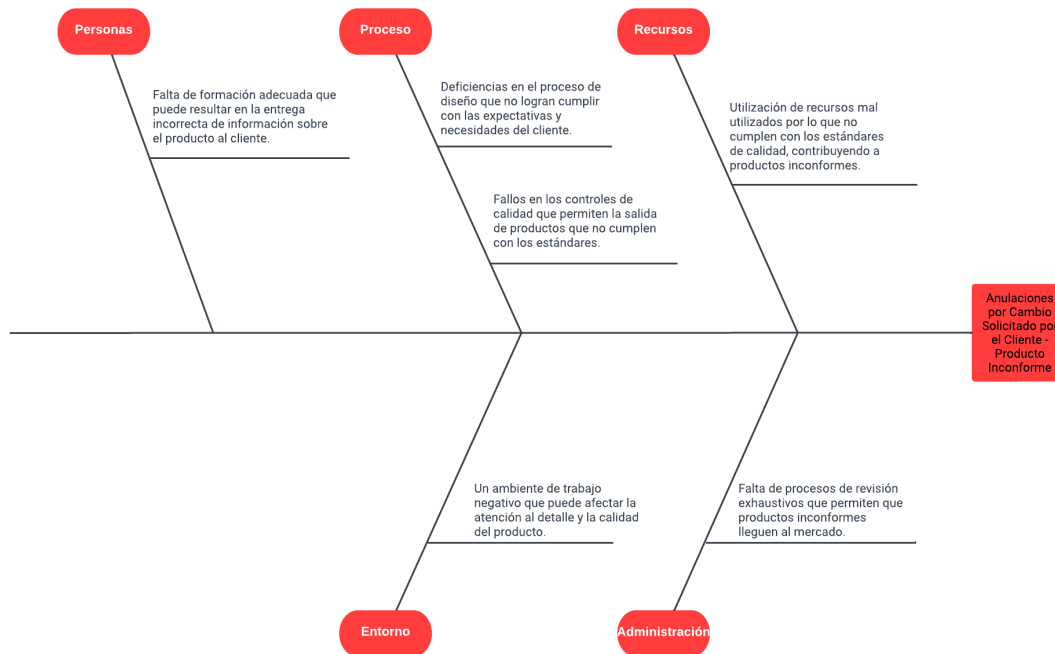 Personas
Proceso
Recursos
Falta de formación adecuada que
puede resultar en la entrega
incorrecta de información sobre
el producto al cliente.
Deficiencias en el proceso de
diseño que no logran cumplir
con las expectativas y
necesidades del cliente.
Utilización de recursos mal
utilizados por lo que no
cumplen con los estándares
de calidad, contribuyendo a
productos inconformes.
Fallos en los controles de
calidad que permiten la salida
de productos que no cumplen
con los estándares.
Anulaciones
por Cambio
Solicitado por
el Cliente -
Producto
Inconforme
Un ambiente de trabajo
negativo que puede afectar la
atención al detalle y la calidad
del producto.
Falta de procesos de revisión
exhaustivos que permiten que
productos inconformes
lleguen al mercado.
Entorno
Administración